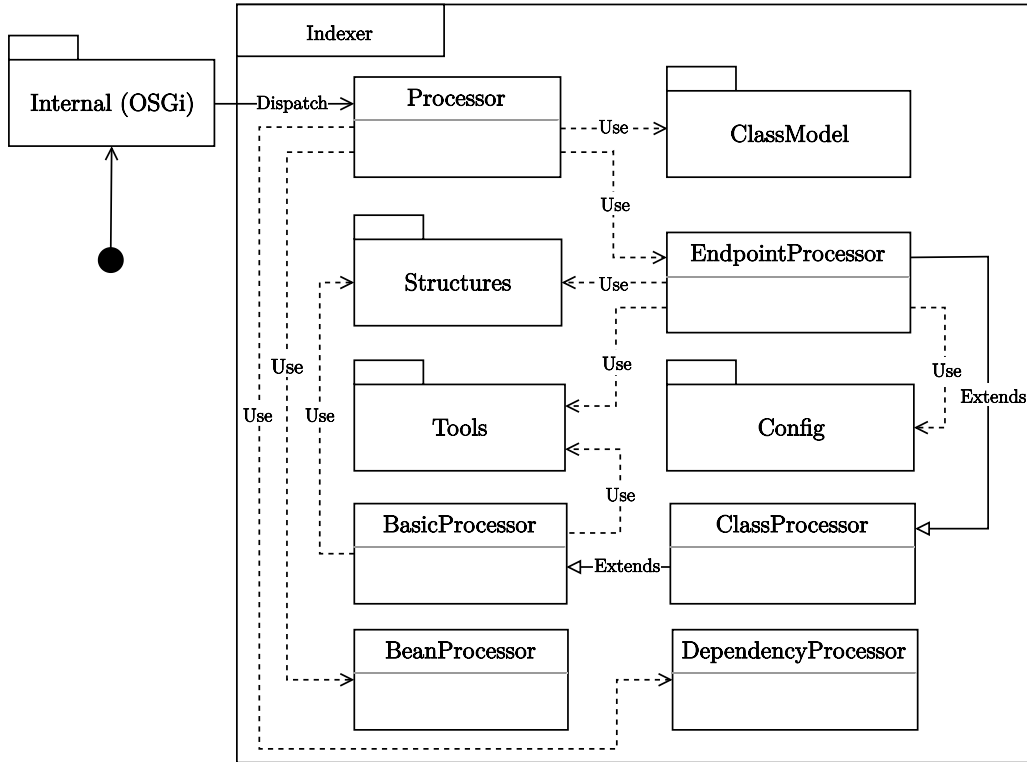 Indexer
Internal (OSGi)
Dispatch
Processor
Use
ClassModel
Use
Structures
Use
EndpointProcessor
Use
Use
Use
Use
Use
Extends
Tools
Config
Use
BasicProcessor
Extends
ClassProcessor
BeanProcessor
DependencyProcessor